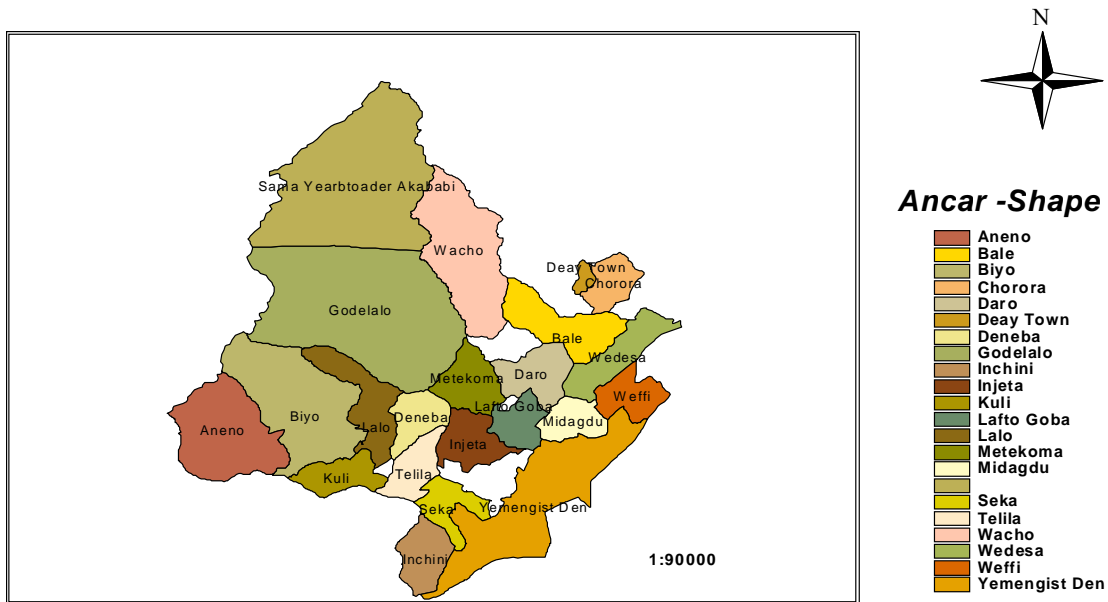 N
Sama Yearbtoader Akababi
Wacho
Deay Town
Chorora
Godelalo
Bale
Wedesa
Metekoma
Daro
Weffi
Lafto Goba
Deneba
Biyo
Midagdu
Aneno
Lalo
Injeta
Telila
Kuli
Seka
Yemengist Den
Inchini
1:90000
Ancar -Shape
Aneno
Bale
Biyo
Chorora
Daro
Deay Town
Deneba
Godelalo
Inchini
Injeta
Kuli
Lafto Goba
Lalo
Metekoma
Midagdu
Seka
Telila
Wacho
Wedesa
Weffi
Yemengist Den